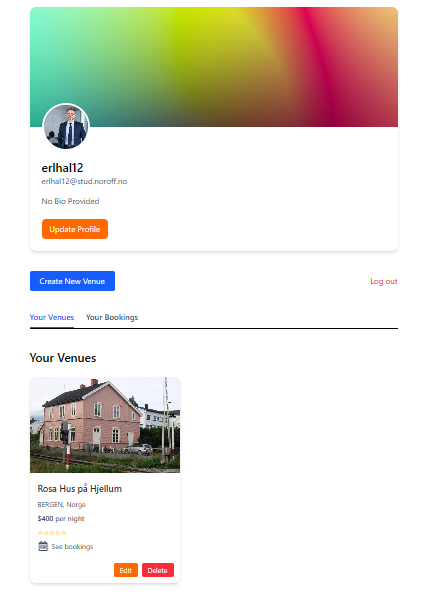 erlhal12
erlhal12@stud.noroff.no
No Bio Provided
Update Profile
Create New Venue
Log out
Your Venues
Your Bookings
Your Venues
Rosa Hus på Hjellum
BERGEN, Norge
$400 per night
☆☆☆☆☆
See bookings
Edit
Delete